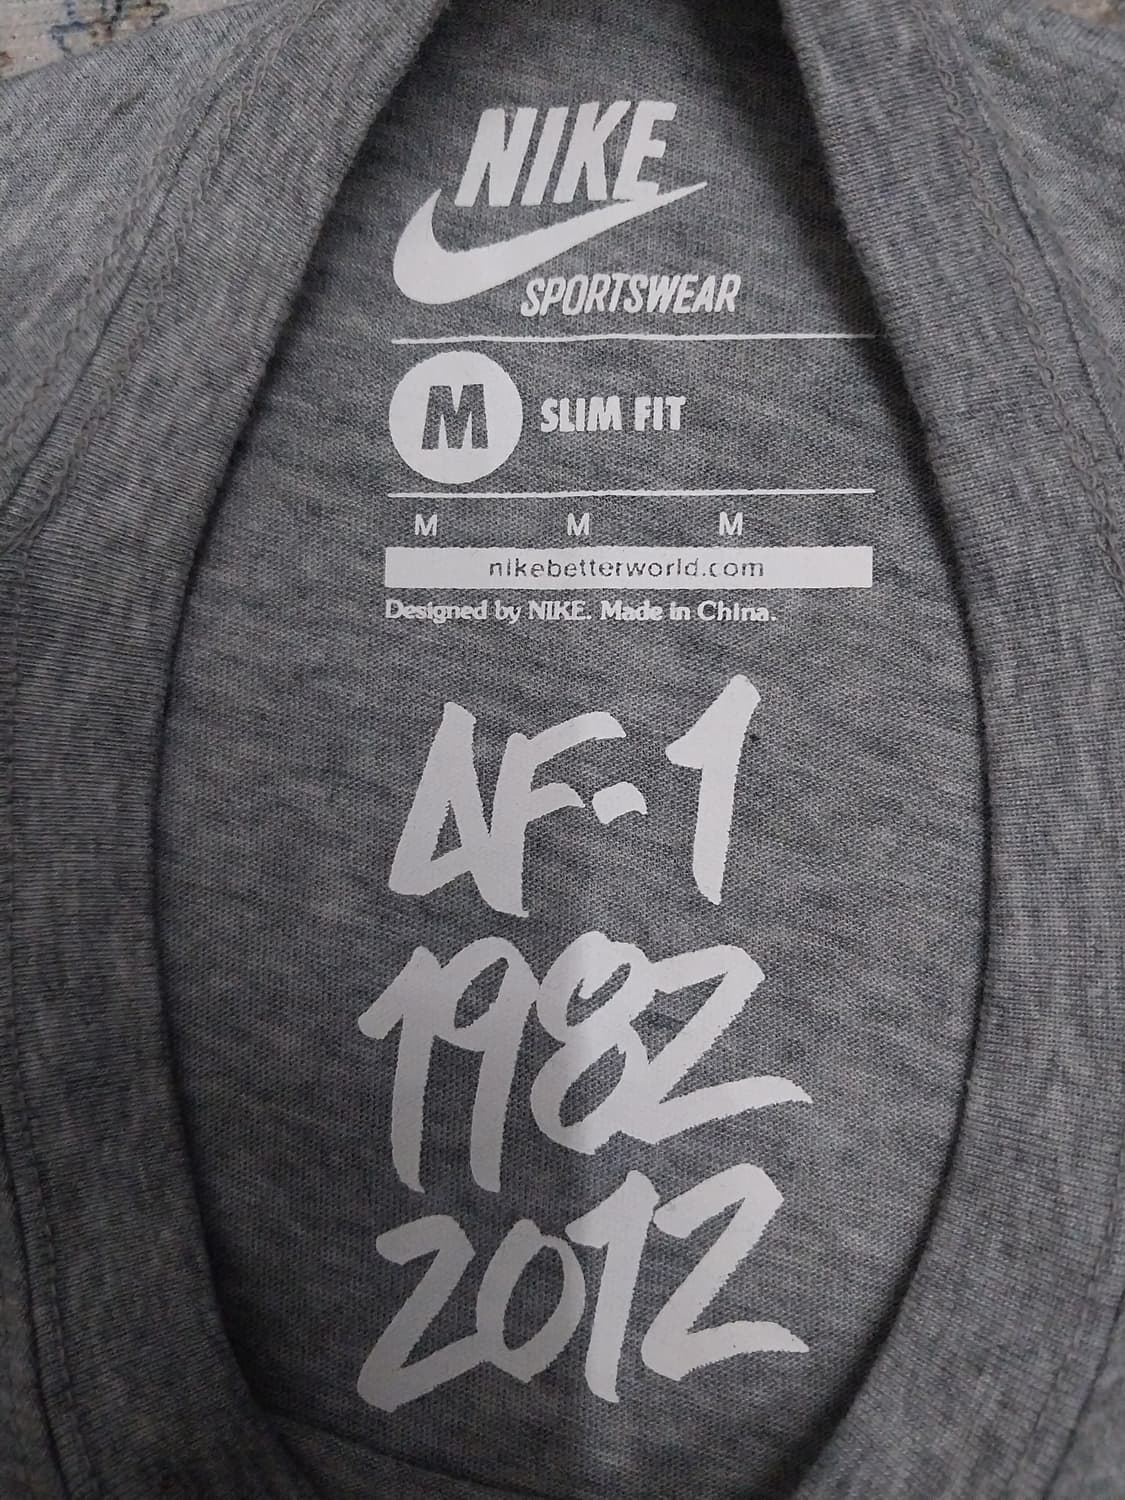 NIKE
SPORTSWEAR
M SLIM FIT
M M M
nikebetterworld.com
Designed by NIKE. Made in China.
AF-1
1982
2012